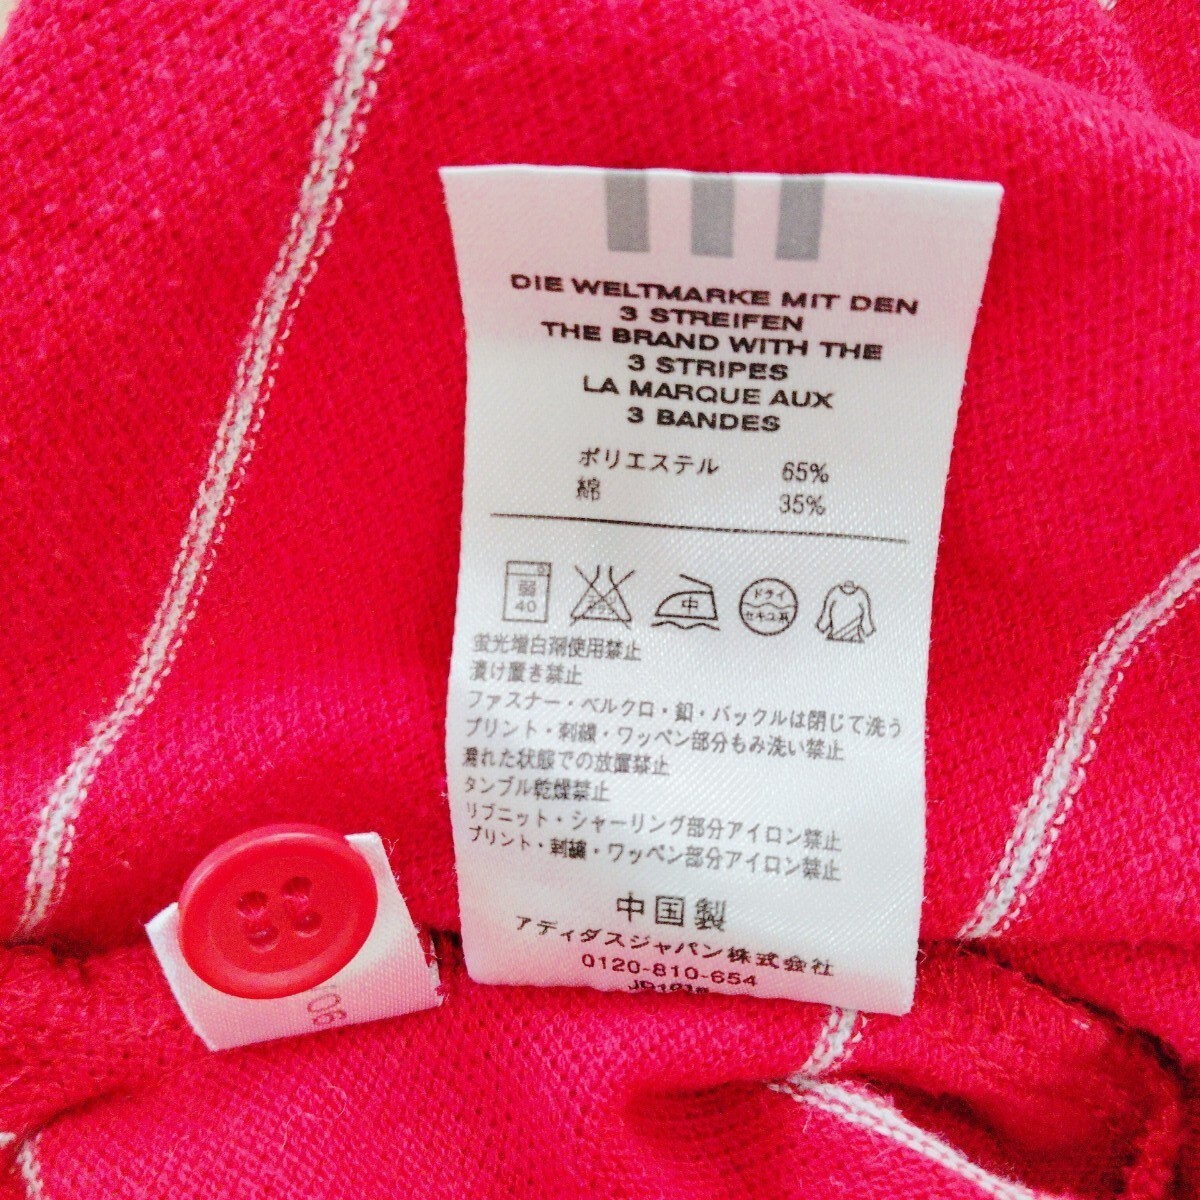 DIE WELTMARKE MIT DEN
3 STREIFEN
THE BRAND WITH THE
3 STRIPES
LA MARQUE AUX
3 BANDES
ポリエステル 65%
綿 35%
弱
40
中
ドライ
セキユ系
蛍光増白剤使用禁止
漬け置き禁止
ファスナー・ベルクロ・釦・バックルは閉じて洗う
プリント・刺繍・ワッペン部分もみ洗い禁止
濡れた状態での放置禁止
タンブル乾燥禁止
リブニット・シャーリング部分アイロン禁止
プリント・刺繍・ワッペン部分アイロン禁止
中国製
アディダスジャパン株式会社
0120-810-654